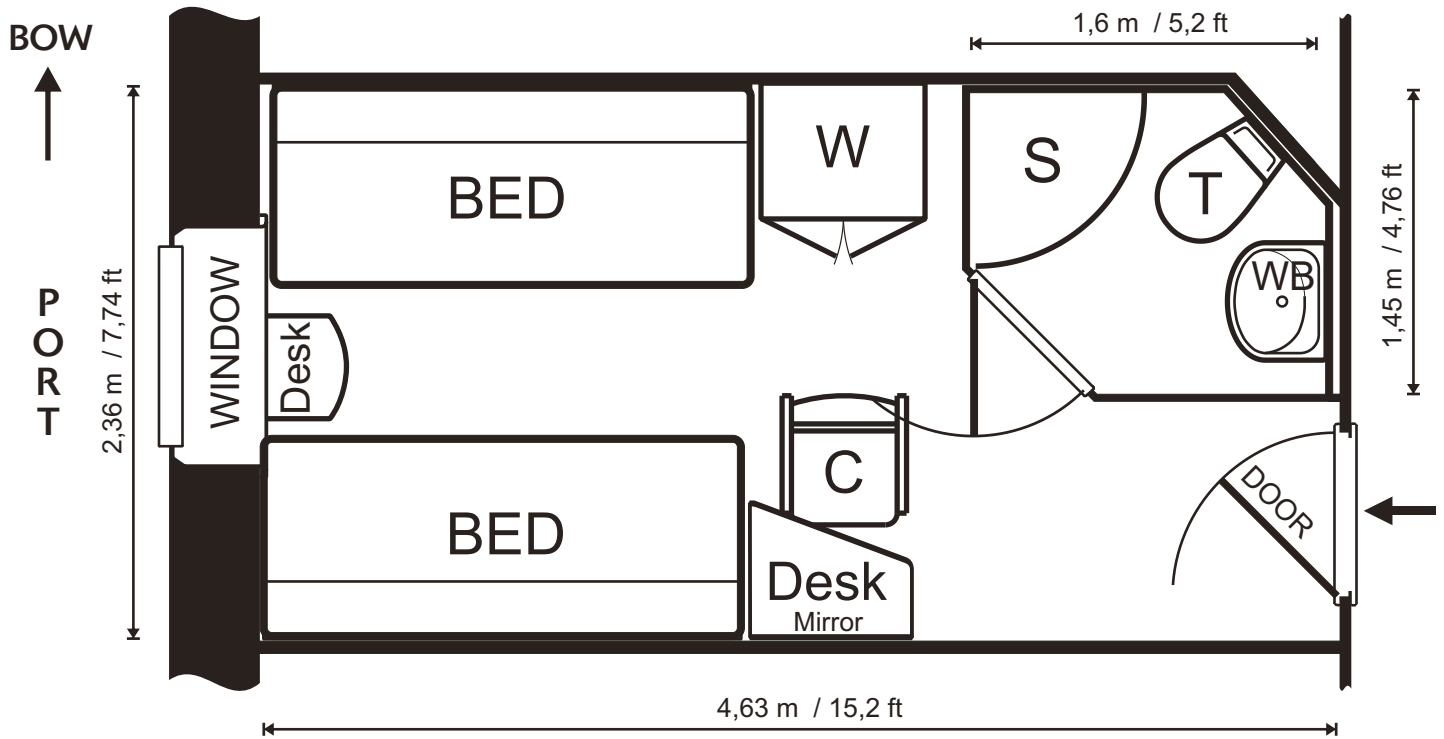 BOW
1,6 m / 5,2 ft
PORT
2,36 m / 7,74 ft
WINDOW
Desk
BED
W
S
T
WB
1,45 m / 4,76 ft
C
BED
Desk
Mirror
DOOR
4,63 m / 15,2 ft